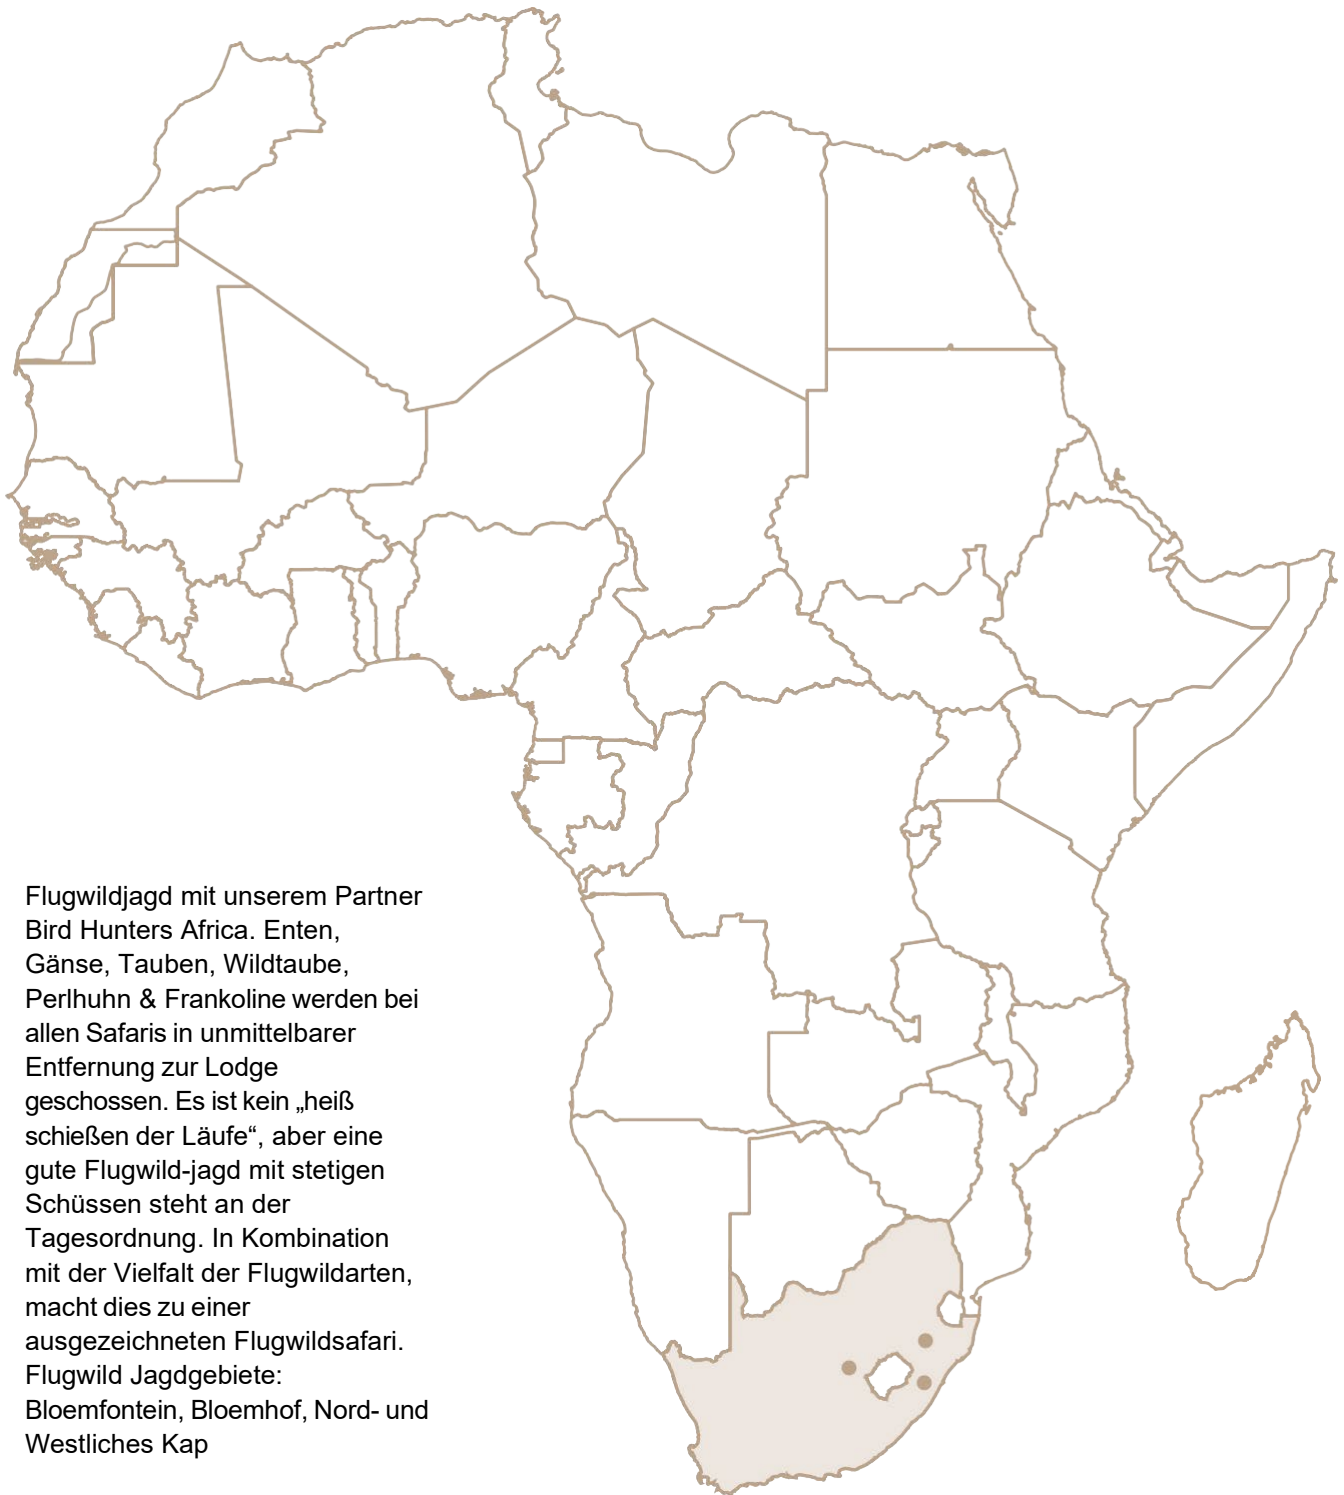 Flugwildjagd mit unserem Partner
Bird Hunters Africa. Enten,
Gänse, Tauben, Wildtaube,
Perlhuhn & Frankoline werden bei
allen Safaris in unmittelbarer
Entfernung zur Lodge
geschossen. Es ist kein „heiß
schießen der Läufe“, aber eine
gute Flugwild-jagd mit stetigen
Schüssen steht an der
Tagesordnung. In Kombination
mit der Vielfalt der Flugwildarten,
macht dies zu einer
ausgezeichneten Flugwildsafari.
Flugwild Jagdgebiete:
Bloemfontein, Bloemhof, Nord- und
Westliches Kap